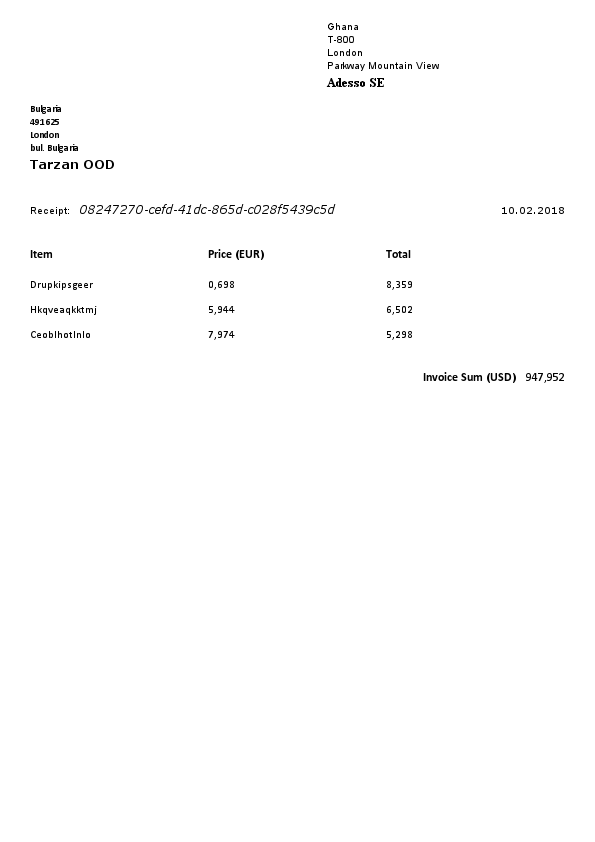 Ghana
T-800
London
Parkway Mountain View
Adesso SE
Bulgaria
491625
London
bul. Bulgaria
Tarzan OOD
Receipt: 08247270-cefd-41dc-865d-c028f5439c5d 10.02.2018
Item Price (EUR) Total
Drupkipsgeer 0,698 8,359
Hkqveaqkktmj 5,944 6,502
Ceoblhotlnlo 7,974 5,298
Invoice Sum (USD) 947,952